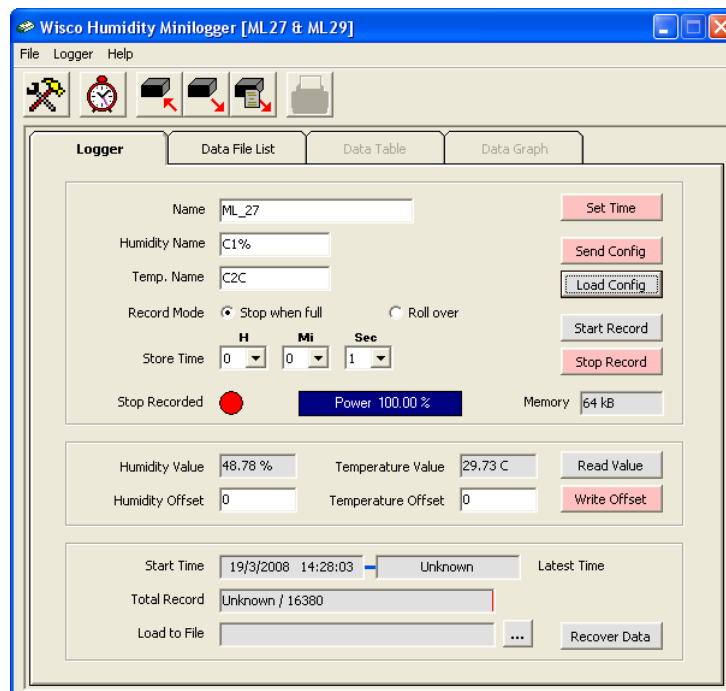 Wisco Humidity Minilogger [ML27 & ML29]
File Logger Help
Logger Data File List Data Table Data Graph
Name ML_27 Set Time
Humidity Name C1% Send Config
Temp. Name C2C Load Config
Record Mode Stop when full Roll over Start Record
H Mi Sec
Store Time 0 0 1 Stop Record
Stop Recorded Power 100.00 % Memory 64 kB
Humidity Value 48.78 % Temperature Value 29.73 C Read Value
Humidity Offset 0 Temperature Offset 0 Write Offset
Start Time 19/3/2008 14:28:03 Unknown Latest Time
Total Record Unknown / 16380
Load to File ... Recover Data